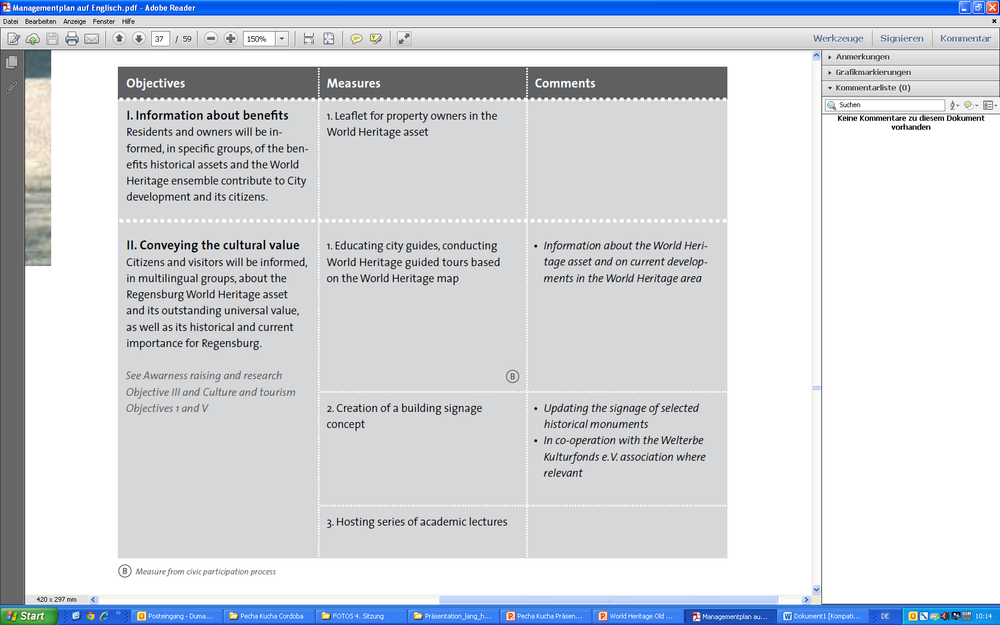 Managementplan auf Englisch.pdf - Adobe Reader
Datei Bearbeiten Anzeige Fenster Hilfe
37 / 59 150% Werkzeuge Signieren Kommentar
Anmerkungen
Grafikmarkierungen
Kommentarliste (0)
Suchen
Keine Kommentare zu diesem Dokument
vorhanden
Objectives Measures Comments
I. Information about benefits
Residents and owners will be in-
formed, in specific groups, of the ben-
efits historical assets and the World
Heritage ensemble contribute to City
development and its citizens.
1. Leaflet for property owners in the
World Heritage asset
II. Conveying the cultural value
Citizens and visitors will be informed,
in multilingual groups, about the
Regensburg World Heritage asset
and its outstanding universal value,
as well as its historical and current
importance for Regensburg.
See Awarness raising and research
Objective III and Culture and tourism
Objectives 1 and V
1. Educating city guides, conducting
World Heritage guided tours based
on the World Heritage map
B
• Information about the World Heri-
tage asset and on current develop-
ments in the World Heritage area
2. Creation of a building signage
concept
• Updating the signage of selected
historical monuments
• In co-operation with the Welterbe
Kulturfonds e.V. association where
relevant
3. Hosting series of academic lectures
B Measure from civic participation process
420 x 297 mm
Start Posteingang - Duma... Pecha Kucha Cordoba FOTOS 4. Sitzung Präsentation_lang_h... Pecha Kucha Präsen... World Heritage Old ... Managementplan au... Dokument1 [Kompati... DE 10:14